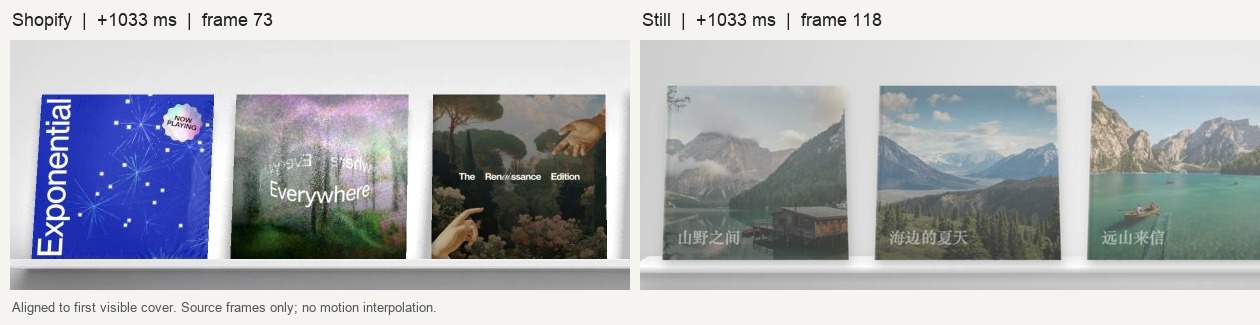 Shopify | +1033 ms | frame 73
Still | +1033 ms | frame 118
Exponential
NOW
PLAYING
Everywhere
Everywhere
The Renaissance Edition
山野之间
海边的夏天
远山来信
Aligned to first visible cover. Source frames only; no motion interpolation.